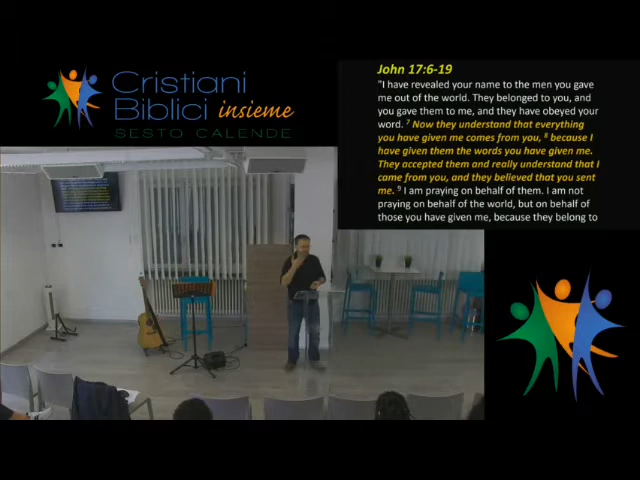 Cristiani
Biblici insieme
SESTO CALENDE
John 17:6-19
"I have revealed your name to the men you gave
me out of the world. They belonged to you, and
you gave them to me, and they have obeyed your
word. 7 Now they understand that everything
you have given me comes from you, 8 because I
have given them the words you have given me.
They accepted them and really understand that I
came from you, and they believed that you sent
me. 9 I am praying on behalf of them. I am not
praying on behalf of the world, but on behalf of
those you have given me, because they belong to